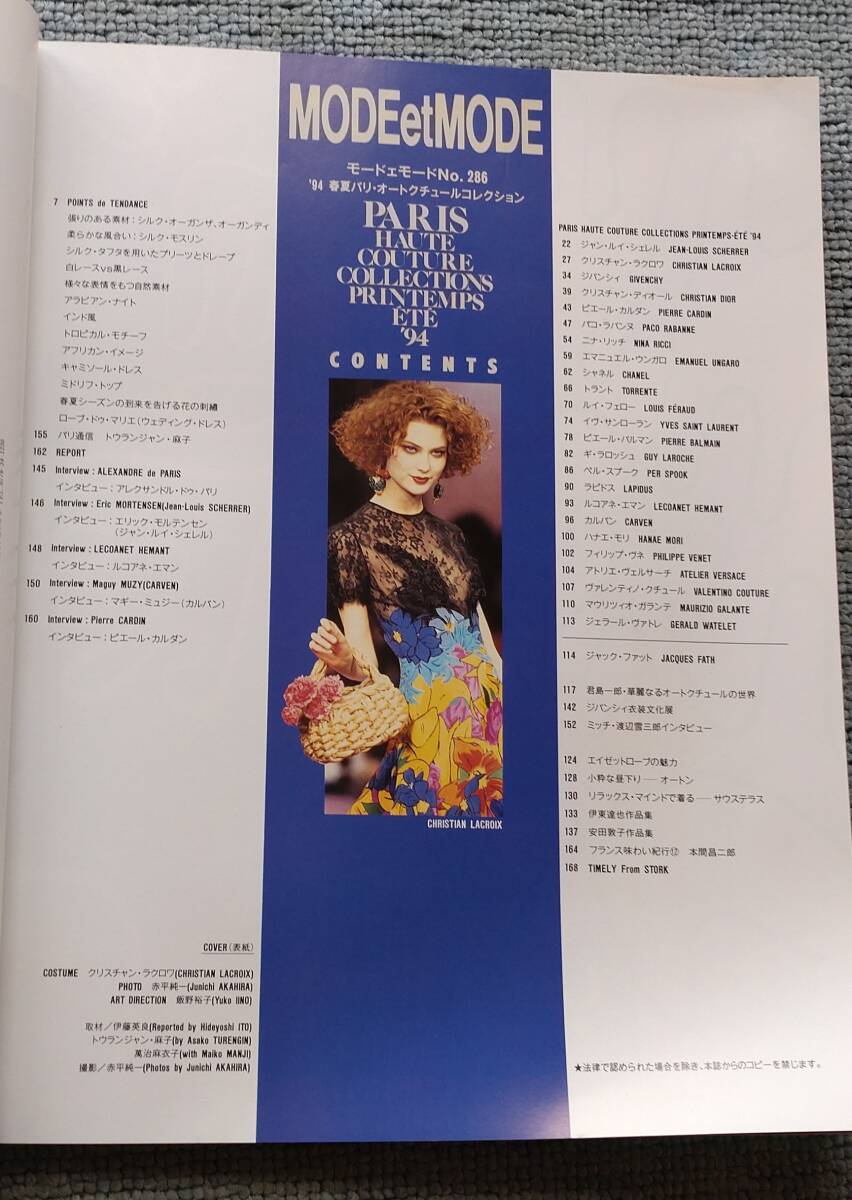 MODEetMODE
モードェモードNo. 286
'94 春夏パリ・オートクチュールコレクション
PARIS
HAUTE
COUTURE
COLLECTIONS
PRINTEMPS
ÉTÉ
'94
CONTENTS
7 POINTS de TENDANCE
張りのある素材：シルク・オーガンザ、オーガンディ
柔らかな風合い：シルク・モスリン
シルク・タフタを用いたプリーツとドレープ
白レースvs黒レース
様々な表情をもつ自然素材
アラビアン・ナイト
インド風
トロピカル・モチーフ
アフリカン・イメージ
キャミソール・ドレス
ミドリフ・トップ
春夏シーズンの到来を告げる花の刺繡
ローブ・ドゥ・マリエ（ウェディング・ドレス）
155 パリ通信 トウランジャン・麻子
162 REPORT
145 Interview : ALEXANDRE de PARIS
インタビュー：アレクサンドル・ドゥ・パリ
146 Interview : Eric MORTENSEN(Jean-Louis SCHERRER)
インタビュー：エリック・モルテンセン
（ジャン・ルイ・シェレル）
148 Interview : LECOANET HEMANT
インタビュー：ルコアネ・エマン
150 Interview : Maguy MUZY(CARVEN)
インタビュー：マギー・ミュジー（カルバン）
160 Interview : Pierre CARDIN
インタビュー：ピエール・カルダン
CHRISTIAN LACROIX
COVER（表紙）
COSTUME クリスチャン・ラクロワ(CHRISTIAN LACROIX)
PHOTO 赤平純一(Junichi AKAHIRA)
ART DIRECTION 飯野裕子(Yuko IINO)
取材／伊藤英良(Reported by Hideyoshi ITO)
トウランジャン・麻子(by Asako TURENGIN)
萬治麻衣子(with Maiko MANJI)
撮影／赤平純一(Photos by Junichi AKAHIRA)
PARIS HAUTE COUTURE COLLECTIONS PRINTEMPS-ÉTÉ '94
22 ジャン・ルイ・シェレル JEAN-LOUIS SCHERRER
27 クリスチャン・ラクロワ CHRISTIAN LACROIX
34 ジバンシィ GIVENCHY
39 クリスチャン・ディオール CHRISTIAN DIOR
43 ピエール・カルダン PIERRE CARDIN
47 パコ・ラバンヌ PACO RABANNE
54 ニナ・リッチ NINA RICCI
59 エマニュエル・ウンガロ EMANUEL UNGARO
62 シャネル CHANEL
66 トラント TORRENTE
70 ルイ・フェロー LOUIS FÉRAUD
74 イヴ・サンローラン YVES SAINT LAURENT
78 ピエール・バルマン PIERRE BALMAIN
82 ギ・ラロッシュ GUY LAROCHE
86 ペル・スプーク PER SPOOK
90 ラピドス LAPIDUS
93 ルコアネ・エマン LECOANET HEMANT
96 カルバン CARVEN
100 ハナエ・モリ HANAE MORI
102 フィリップ・ヴネ PHILIPPE VENET
104 アトリエ・ヴェルサーチ ATELIER VERSACE
107 ヴァレンティノ・クチュール VALENTINO COUTURE
110 マウリツィオ・ガランテ MAURIZIO GALANTE
113 ジェラール・ヴァトレ GERALD WATELET
114 ジャック・ファット JACQUES FATH
117 君島一郎・華麗なるオートクチュールの世界
142 ジバンシィ衣装文化展
152 ミッチ・渡辺雪三郎インタビュー
124 エイゼットローブの魅力
128 小粋な昼下り──オートン
130 リラックス・マインドで着る──サウステラス
133 伊東達也作品集
137 安田敦子作品集
164 フランス味わい紀行⑫ 本間昌二郎
168 TIMELY From STORK
★法律で認められた場合を除き、本誌からのコピーを禁じます。